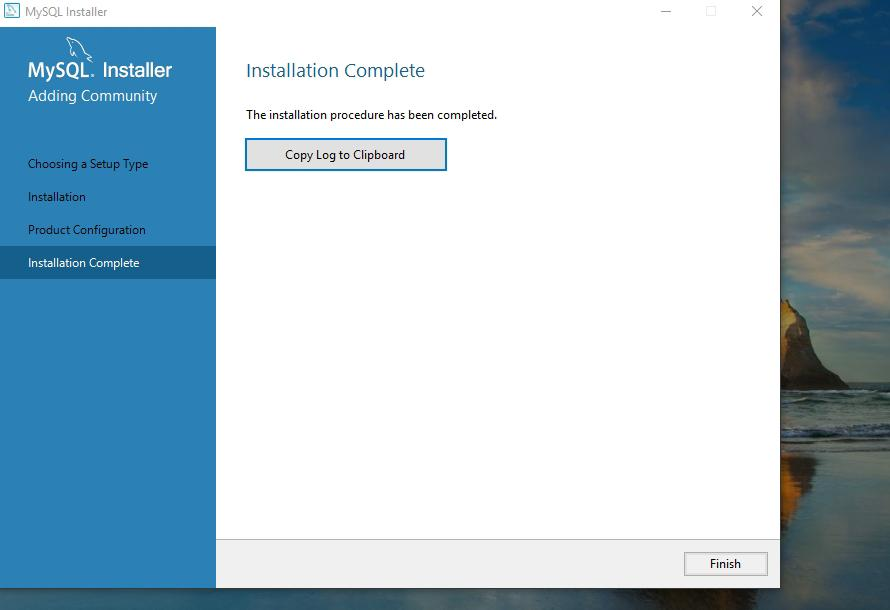 MySQL Installer
MySQL. Installer
Adding Community
Choosing a Setup Type
Installation
Product Configuration
Installation Complete
Installation Complete
The installation procedure has been completed.
Copy Log to Clipboard
Finish